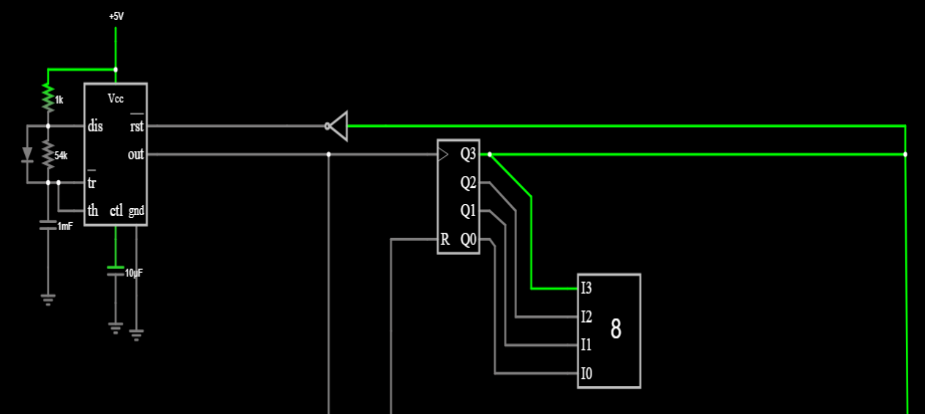 +5V
1k
Vcc
dis
rst
54k
out
Q3
tr
Q2
th
ctl
gnd
Q1
1mF
R
Q0
10µF
I3
I2
8
I1
I0